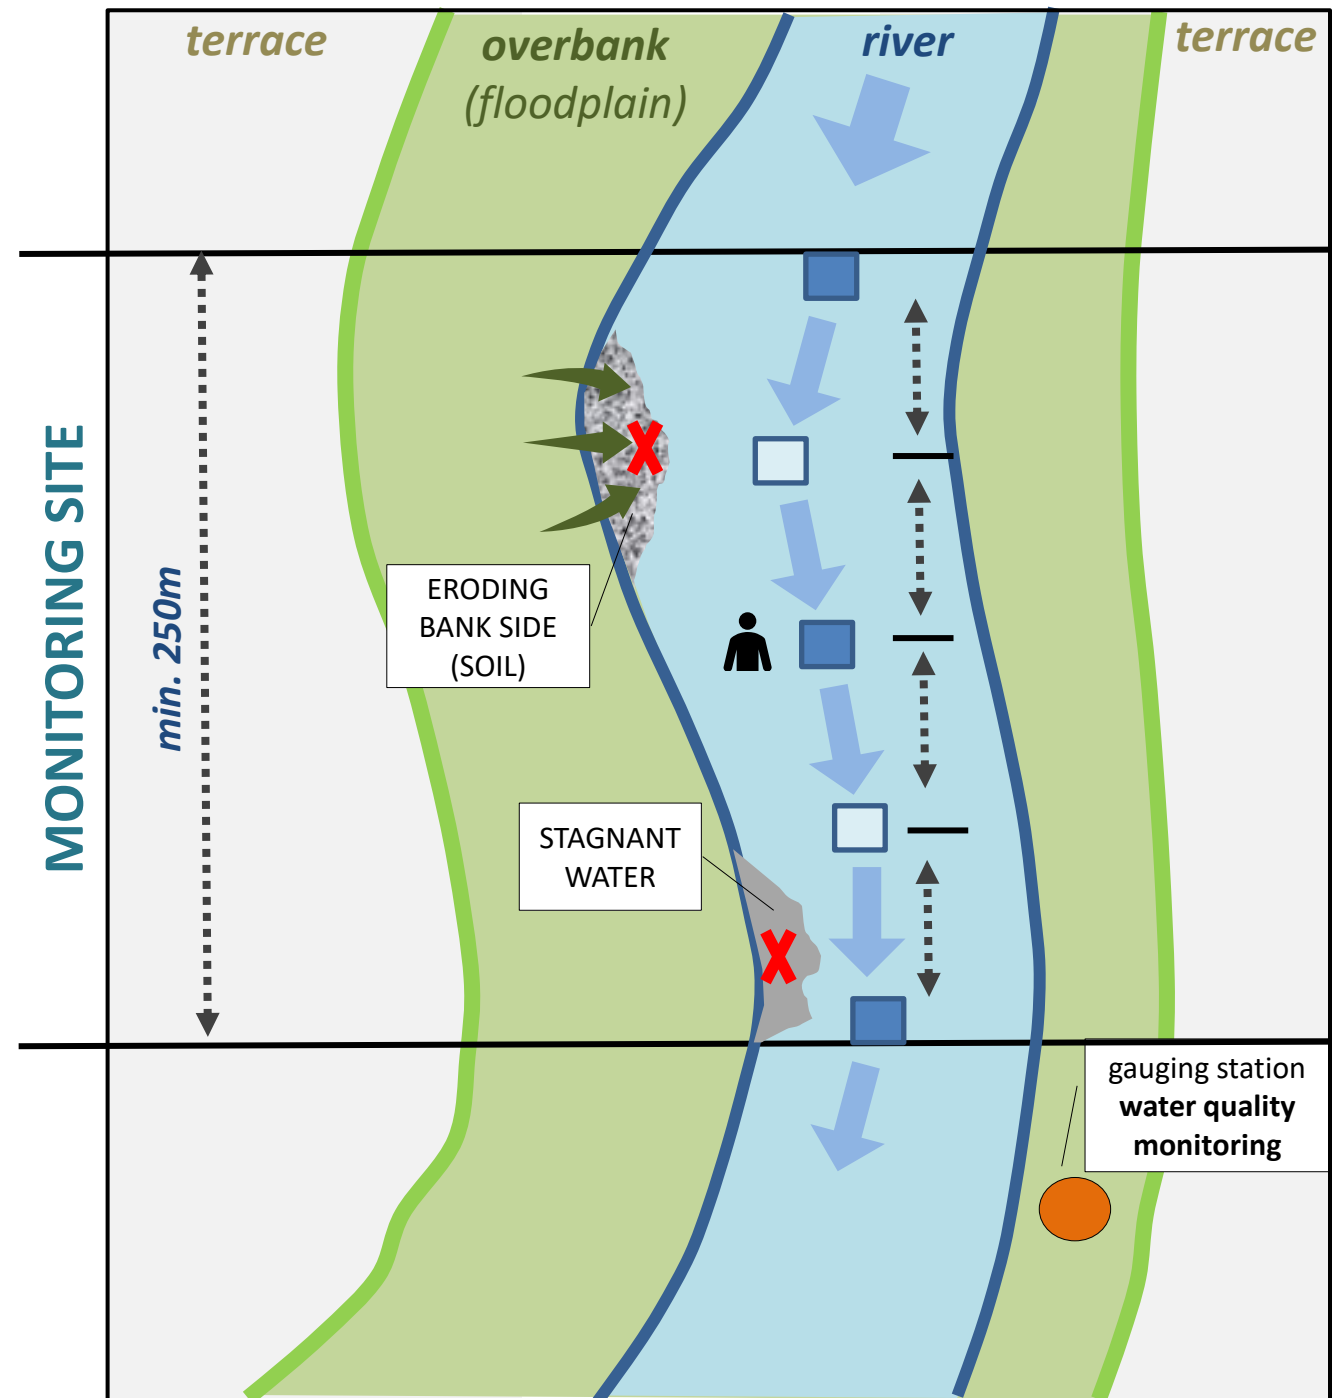 terrace
overbank
(floodplain)
river
terrace
MONITORING SITE
min. 250m
ERODING
BANK SIDE
(SOIL)
STAGNANT
WATER
gauging station
water quality
monitoring